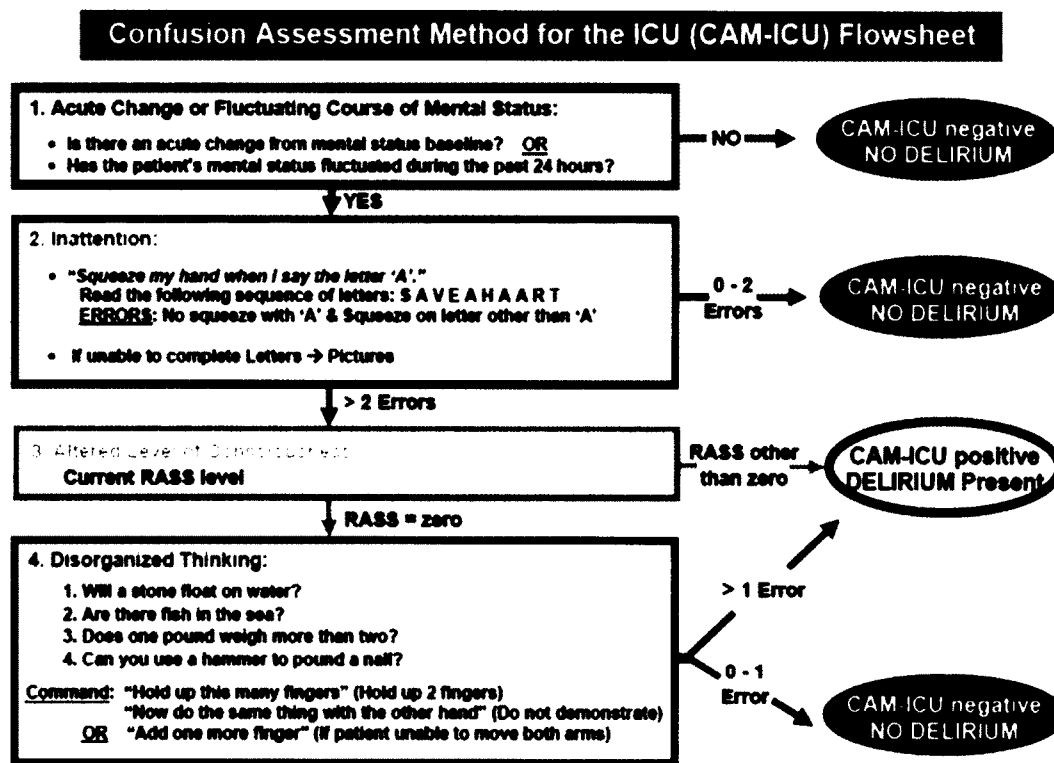 Confusion Assessment Method for the ICU (CAM-ICU) Flowsheet
1. Acute Change or Fluctuating Course of Mental Status:
• Is there an acute change from mental status baseline? OR
• Has the patient's mental status fluctuated during the past 24 hours?
NO
CAM-ICU negative
NO DELIRIUM
YES
2. Inattention:
• "Squeeze my hand when I say the letter 'A'."
Read the following sequence of letters: S A V E A H A A R T
ERRORS: No squeeze with 'A' & Squeeze on letter other than 'A'
• If unable to complete Letters → Pictures
0 - 2
Errors
CAM-ICU negative
NO DELIRIUM
> 2 Errors
3. Altered Level of Consciousness
Current RASS level
RASS other
than zero
CAM-ICU positive
DELIRIUM Present
RASS = zero
4. Disorganized Thinking:
1. Will a stone float on water?
2. Are there fish in the sea?
3. Does one pound weigh more than two?
4. Can you use a hammer to pound a nail?
Command: "Hold up this many fingers" (Hold up 2 fingers)
"Now do the same thing with the other hand" (Do not demonstrate)
OR "Add one more finger" (If patient unable to move both arms)
> 1 Error
0 - 1
Error
CAM-ICU negative
NO DELIRIUM